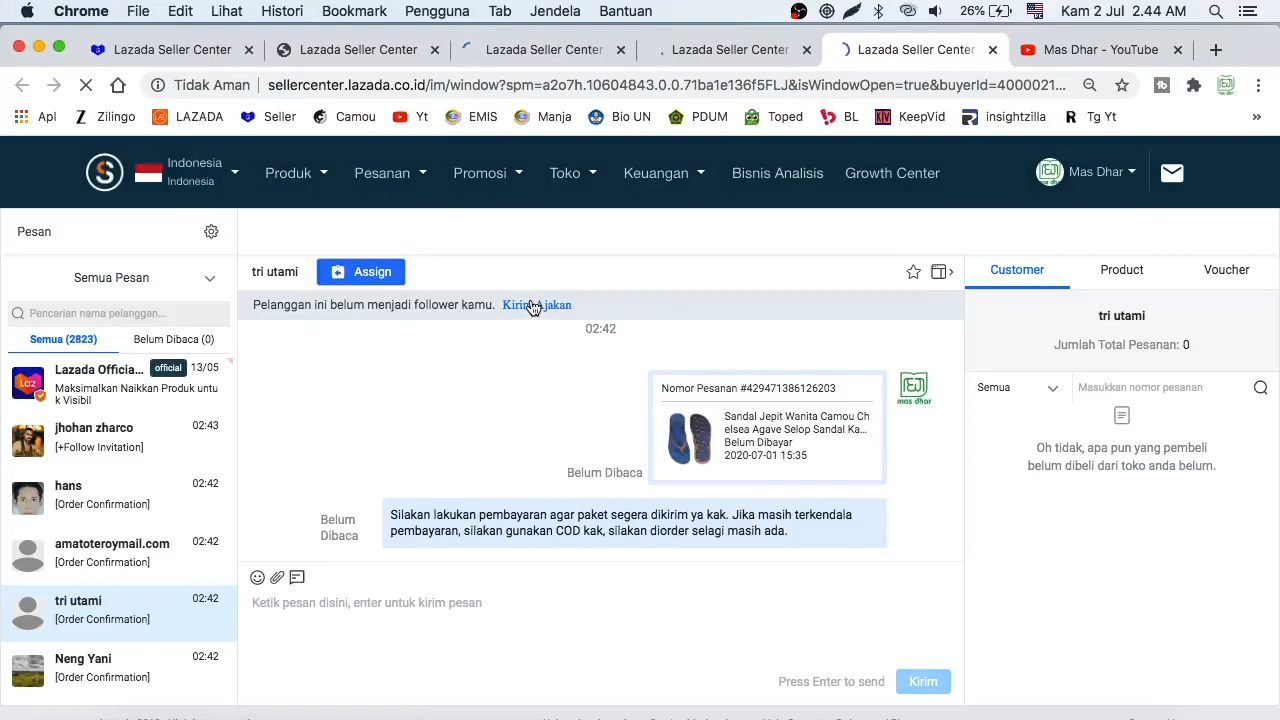 Chrome File Edit Lihat Histori Bookmark Pengguna Tab Jendela Bantuan 26% Kam 2 Jul 2.44 AM
Lazada Seller Center Lazada Seller Center Lazada Seller Center Lazada Seller Center Lazada Seller Center Mas Dhar - YouTube
Tidak Aman sellercenter.lazada.co.id/im/window?spm=a2o7h.10604843.0.0.71ba1e136f5FLJ&isWindowOpen=true&buyerId=4000021...
Apl Zilingo LAZADA Seller Camou Yt EMIS Manja Bio UN PDUM Toped BL KeepVid insightzilla Tg Yt »
Indonesia
Indonesia
Produk Pesanan Promosi Toko Keuangan Bisnis Analisis Growth Center Mas Dhar
Pesan
Semua Pesan
Pencarian nama pelanggan...
Semua (2823) Belum Dibaca (0)
Lazada Officia... official 13/05
Maksimalkan Naikkan Produk untu
k Visibil
jhohan zharco 02:43
[+Follow Invitation]
hans 02:42
[Order Confirmation]
amatoteroymail.com 02:42
[Order Confirmation]
tri utami 02:42
[Order Confirmation]
Neng Yani 02:42
[Order Confirmation]
tri utami Assign
Pelanggan ini belum menjadi follower kamu. Kirim Ajakan
02:42
Nomor Pesanan #429471386126203
Sandal Jepit Wanita Camou Ch
elsea Agave Selop Sandal Ka...
Belum Dibayar
2020-07-01 15:35
Belum Dibaca
mas dhar
Silakan lakukan pembayaran agar paket segera dikirim ya kak. Jika masih terkendala
pembayaran, silakan gunakan COD kak, silakan diorder selagi masih ada.
Belum
Dibaca
Ketik pesan disini, enter untuk kirim pesan
Press Enter to send Kirim
Customer Product Voucher
tri utami
Jumlah Total Pesanan: 0
Semua Masukkan nomor pesanan
Oh tidak, apa pun yang pembeli
belum dibeli dari toko anda belum.